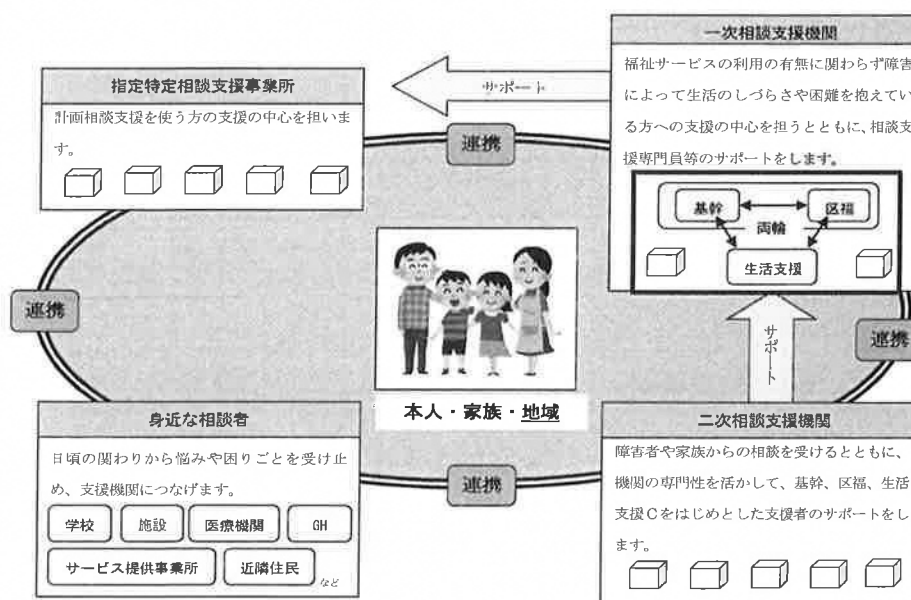 指定特定相談支援事業所
計画相談支援を使う方の支援の中心を担いま
す。
サポート
一次相談支援機関
福祉サービスの利用の有無に関わらず障害
によって生活のしづらさや困難を抱えてい
る方への支援の中心を担うとともに、相談支
援専門員等のサポートをします。
基幹
区福
両輪
生活支援
連携
連携
連携
サポート
本人・家族・地域
身近な相談者
日頃の関わりから悩みや困りごとを受け止
め、支援機関につなげます。
学校
施設
医療機関
GH
サービス提供事業所
近隣住民
など
連携
二次相談支援機関
障害者や家族からの相談を受けるとともに、
機関の専門性を活かして、基幹、区福、生活
支援Cをはじめとした支援者のサポートをし
ます。